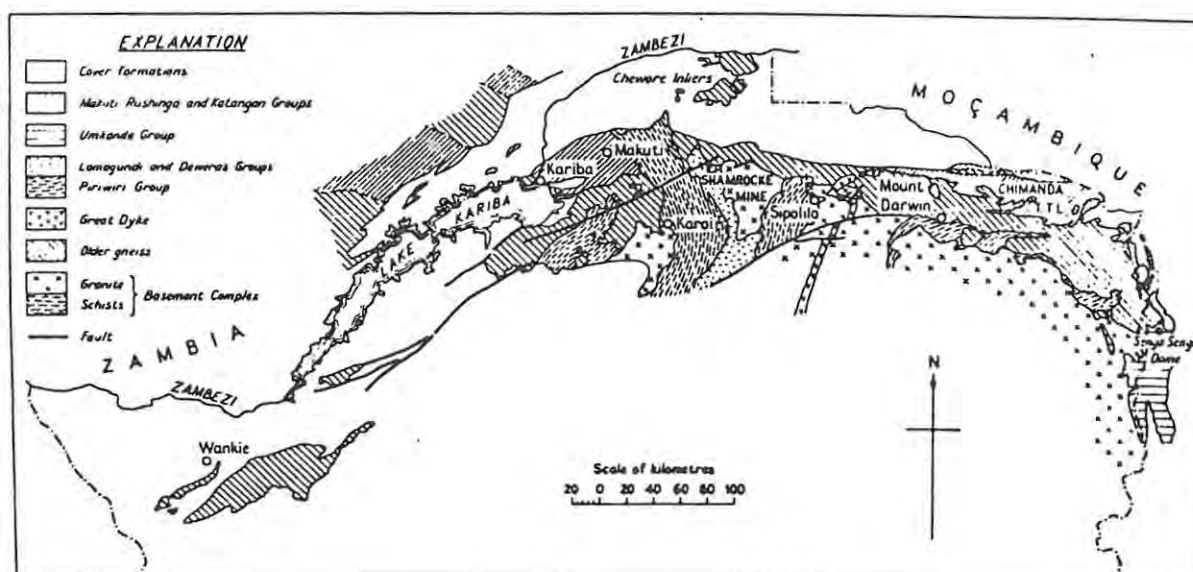 EXPLANATION
Cover formations
Makuti Rushinga and Katangan Groups
Umkondo Group
Lomagundi and Deweras Groups
Piriwiri Group
Great Dyke
Older gneiss
Granite
Schists
Basement Complex
Fault
ZAMBEZI
Chewore Inliers
MOÇAMBIQUE
Makuti
Kariba
SHAMROCKE
MINE
Mount
Darwin
CHIMANDA
T.T.L.
LAKE KARIBA
Karoi
Sipolilo
ZAMBIA
ZAMBEZI
Dome
Wankie
N
Scale of kilometres
20 0 20 40 60 80 100